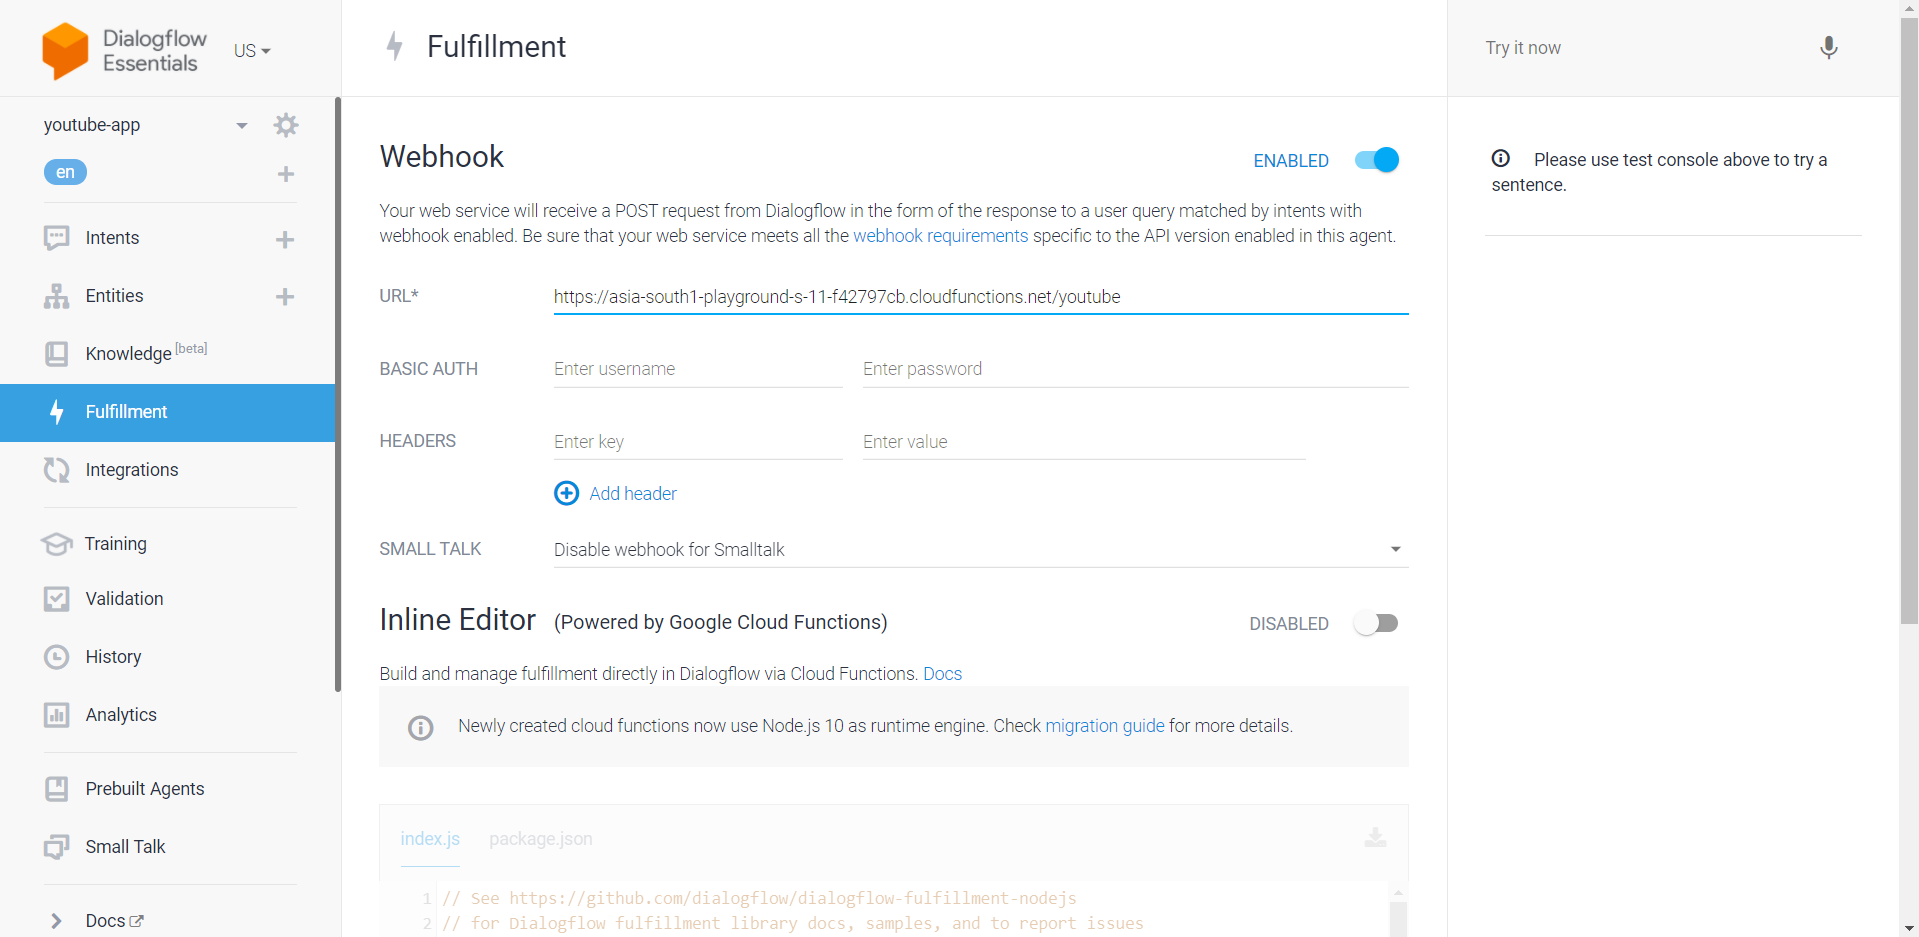 Dialogflow
Essentials
US
Fulfillment
Try it now
youtube-app
en
Intents
Entities
Knowledge [beta]
Fulfillment
Integrations
Training
Validation
History
Analytics
Prebuilt Agents
Small Talk
Docs
Webhook
ENABLED
Your web service will receive a POST request from Dialogflow in the form of the response to a user query matched by intents with
webhook enabled. Be sure that your web service meets all the webhook requirements specific to the API version enabled in this agent.
URL* https://asia-south1-playground-s-11-f42797cb.cloudfunctions.net/youtube
BASIC AUTH Enter username Enter password
HEADERS Enter key Enter value
Add header
SMALL TALK Disable webhook for Smalltalk
Inline Editor (Powered by Google Cloud Functions) DISABLED
Build and manage fulfillment directly in Dialogflow via Cloud Functions. Docs
Newly created cloud functions now use Node.js 10 as runtime engine. Check migration guide for more details.
index.js package.json
1 // See https://github.com/dialogflow/dialogflow-fulfillment-nodejs
2 // for Dialogflow fulfillment library docs, samples, and to report issues
Please use test console above to try a
sentence.